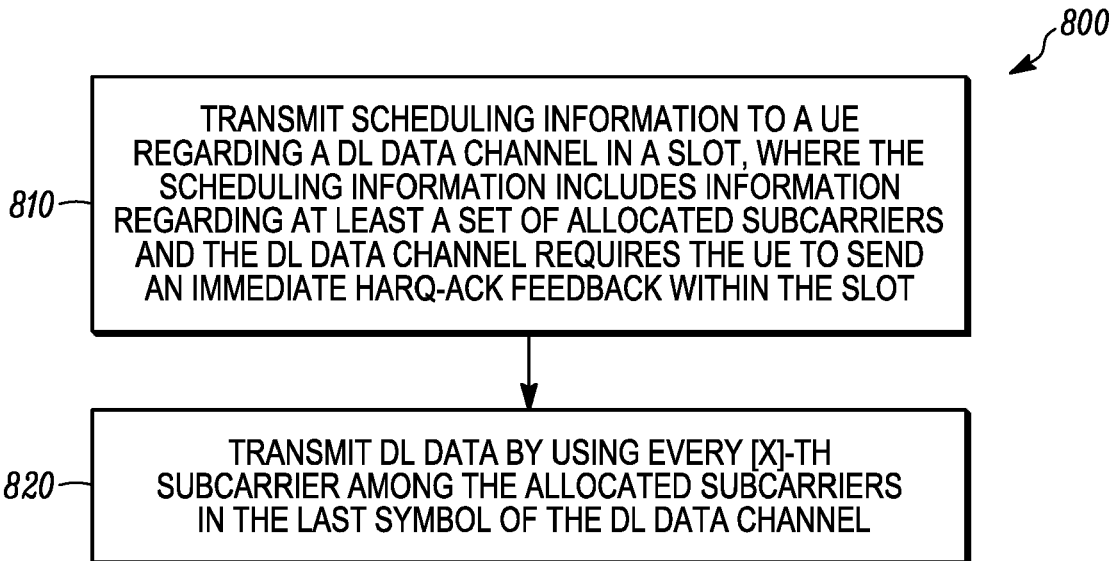 800
TRANSMIT SCHEDULING INFORMATION TO A UE
REGARDING A DL DATA CHANNEL IN A SLOT, WHERE THE
SCHEDULING INFORMATION INCLUDES INFORMATION
REGARDING AT LEAST A SET OF ALLOCATED SUBCARRIERS
AND THE DL DATA CHANNEL REQUIRES THE UE TO SEND
AN IMMEDIATE HARQ-ACK FEEDBACK WITHIN THE SLOT
810
TRANSMIT DL DATA BY USING EVERY [X]-TH
SUBCARRIER AMONG THE ALLOCATED SUBCARRIERS
IN THE LAST SYMBOL OF THE DL DATA CHANNEL
820